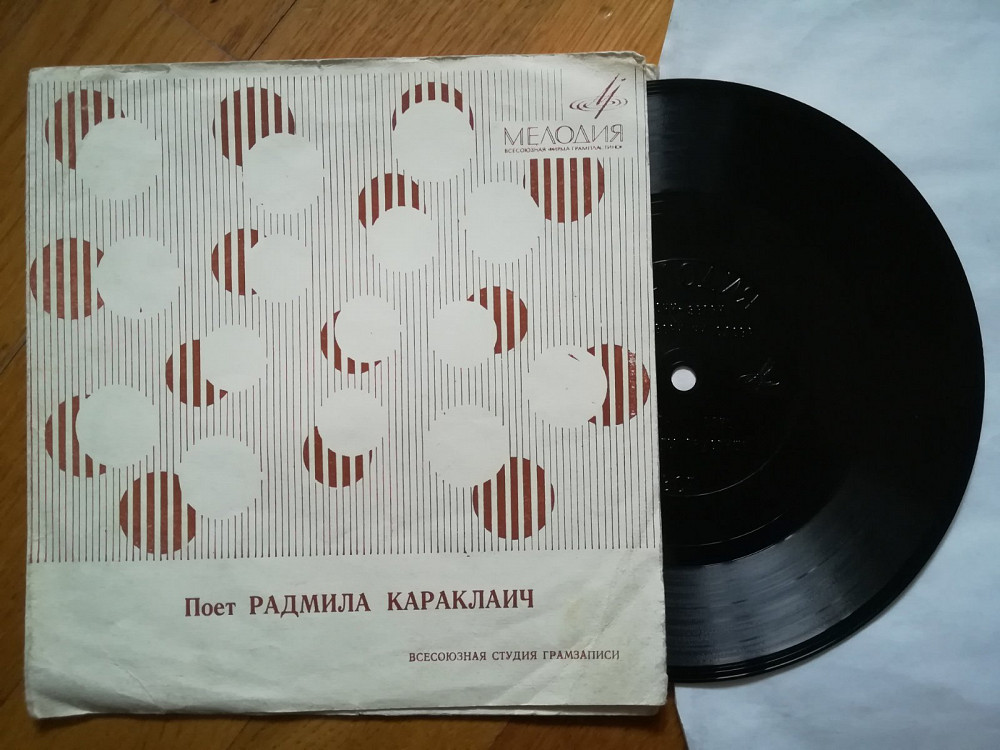 МЕЛОДИЯ
ВСЕСОЮЗНАЯ ФИРМА ГРАМПЛАСТИНОК
Поет РАДМИЛА КАРАКЛАИЧ
ВСЕСОЮЗНАЯ СТУДИЯ ГРАМЗАПИСИ